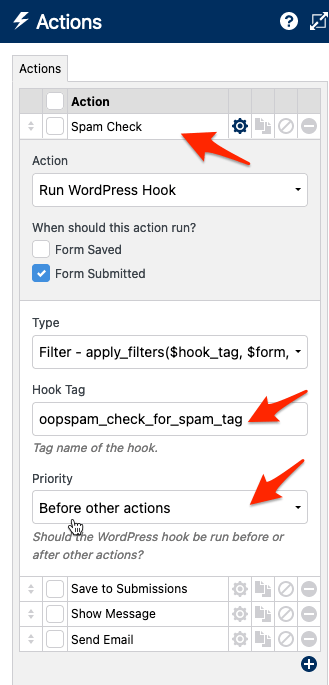 Actions
Actions
Action
Spam Check
Action
Run WordPress Hook
When should this action run?
Form Saved
Form Submitted
Type
Filter - apply_filters($hook_tag, $form,
Hook Tag
oopspam_check_for_spam_tag
Tag name of the hook.
Priority
Before other actions
Should the WordPress hook be run before or
after other actions?
Save to Submissions
Show Message
Send Email